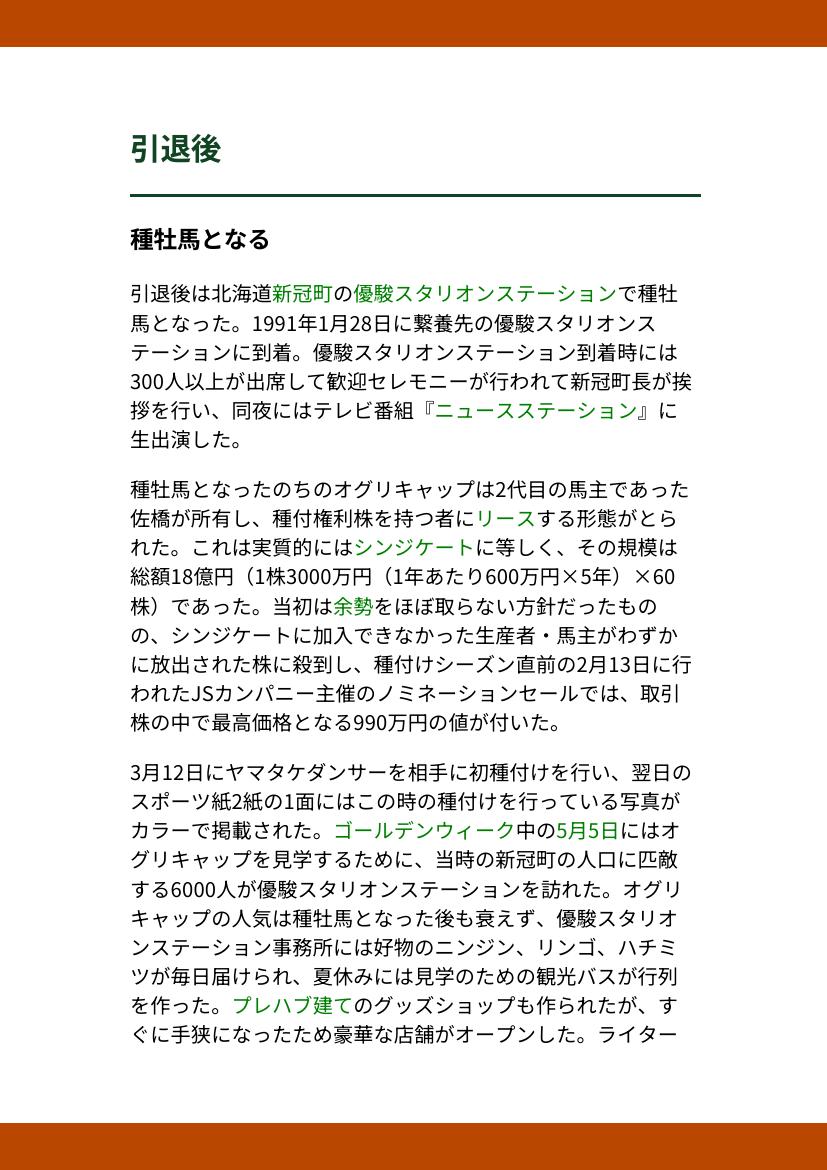 引退後
種牡馬となる
引退後は北海道新冠町の優駿スタリオンステーションで種牡
馬となった。1991年1月28日に繋養先の優駿スタリオンス
テーションに到着。優駿スタリオンステーション到着時には
300人以上が出席して歓迎セレモニーが行われて新冠町長が挨
拶を行い、同夜にはテレビ番組『ニュースステーション』に
生出演した。
種牡馬となったのちのオグリキャップは2代目の馬主であった
佐橋が所有し、種付権利株を持つ者にリースする形態がとら
れた。これは実質的にはシンジケートに等しく、その規模は
総額18億円（1株3000万円（1年あたり600万円×5年）×60
株）であった。当初は余勢をほぼ取らない方針だったもの
の、シンジケートに加入できなかった生産者・馬主がわずか
に放出された株に殺到し、種付けシーズン直前の2月13日に行
われたJSカンパニー主催のノミネーションセールでは、取引
株の中で最高価格となる990万円の値が付いた。
3月12日にヤマタケダンサーを相手に初種付けを行い、翌日の
スポーツ紙2紙の1面にはこの時の種付けを行っている写真が
カラーで掲載された。ゴールデンウィーク中の5月5日にはオ
グリキャップを見学するために、当時の新冠町の人口に匹敵
する6000人が優駿スタリオンステーションを訪れた。オグリ
キャップの人気は種牡馬となった後も衰えず、優駿スタリオ
ンステーション事務所には好物のニンジン、リンゴ、ハチミ
ツが毎日届けられ、夏休みには見学のための観光バスが行列
を作った。プレハブ建てのグッズショップも作られたが、す
ぐに手狭になったため豪華な店舗がオープンした。ライター